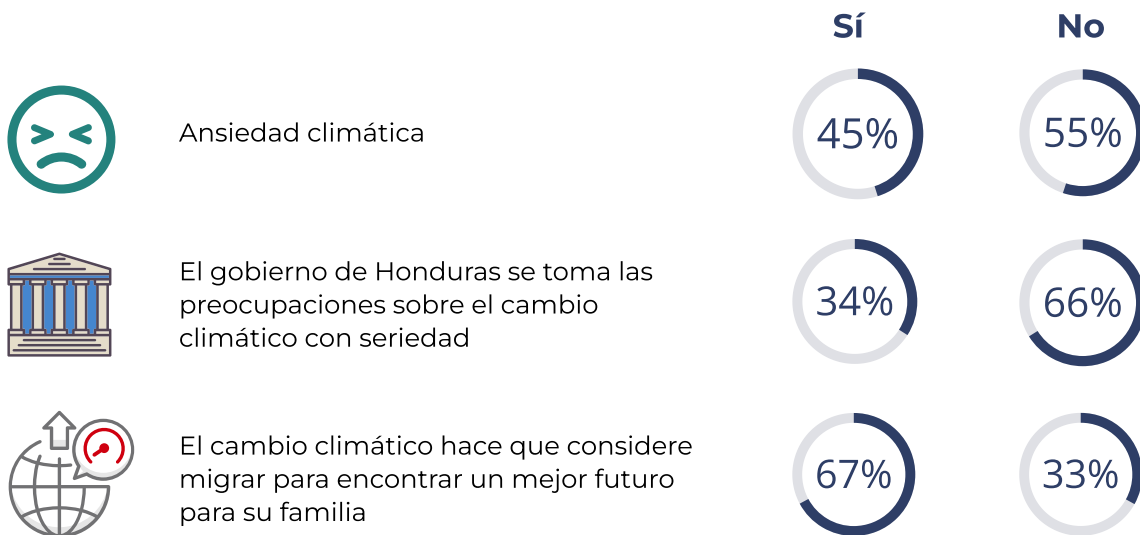 Sí No
Ansiedad climática 45% 55%
El gobierno de Honduras se toma las
preocupaciones sobre el cambio
climático con seriedad
34% 66%
El cambio climático hace que considere
migrar para encontrar un mejor futuro
para su familia
67% 33%